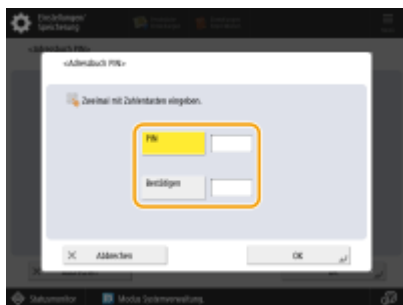 Einstellungen/
Speicherung
<Adressbuch PIN>
<Adressbuch PIN>
Zweimal mit Zahlentasten eingeben.
PIN
Bestätigen
Abbrechen
OK
Statusmonitor
Modus Systemverwaltung.